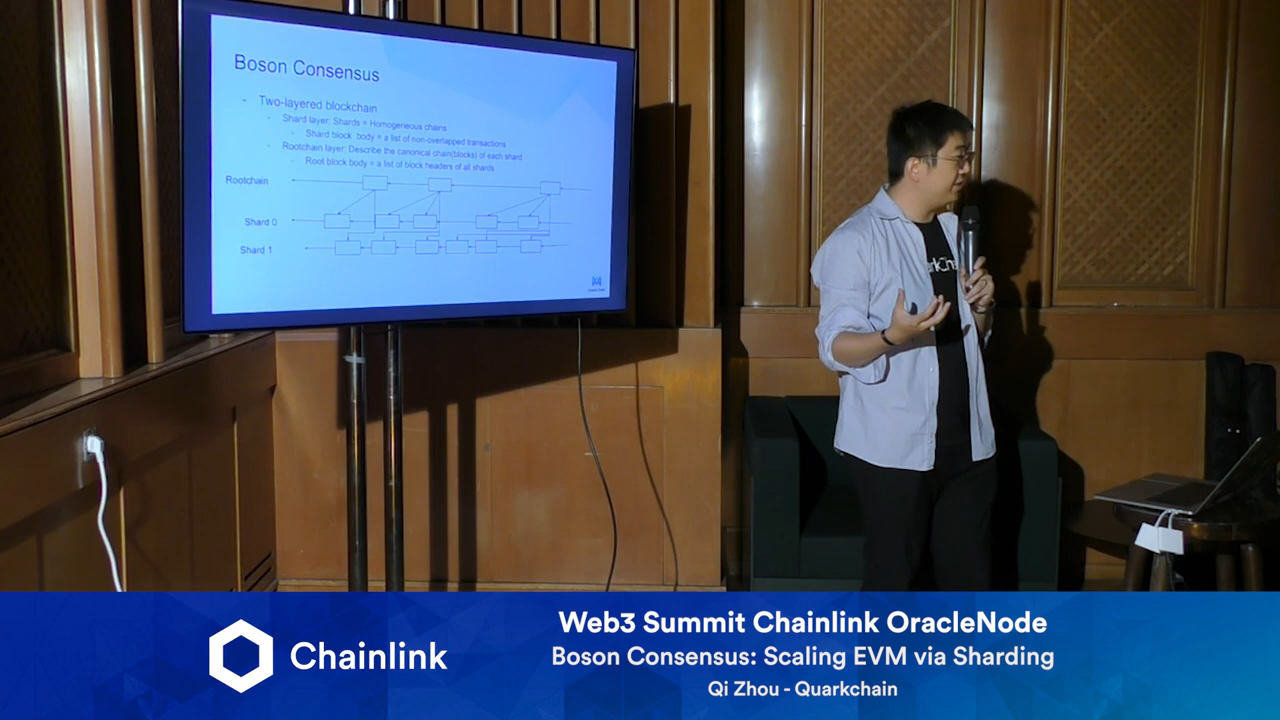 Boson Consensus
- Two-layered blockchain
- Shard layer: Shards = Homogeneous chains
- Shard block body = a list of non-overlapped transactions
- Rootchain layer: Describe the canonical chain(blocks) of each shard
- Root block body = a list of block headers of all shards
Rootchain
Shard 0
Shard 1
Chainlink
Web3 Summit Chainlink OracleNode
Boson Consensus: Scaling EVM via Sharding
Qi Zhou - Quarkchain